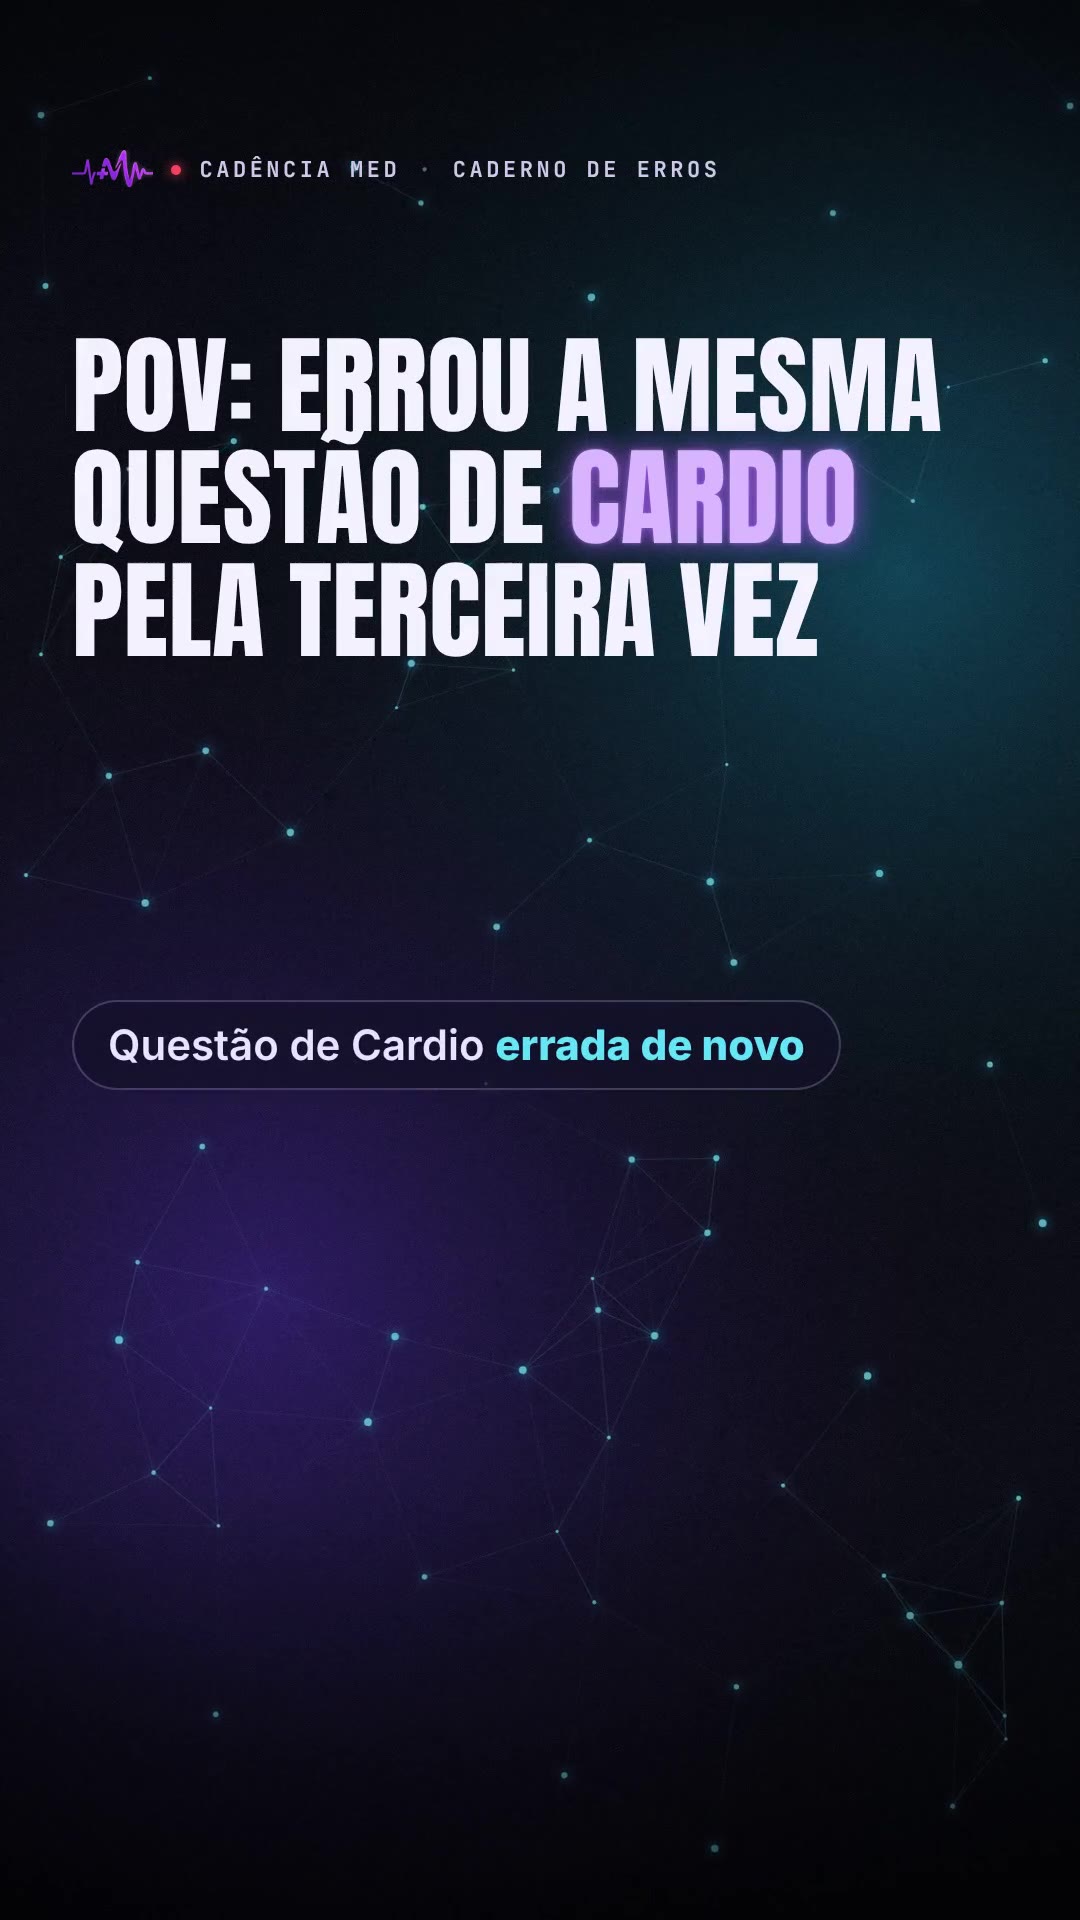 CADÊNCIA MED · CADERNO DE ERROS
POV: ERROU A MESMA
QUESTÃO DE CARDIO
PELA TERCEIRA VEZ
Questão de Cardio errada de novo